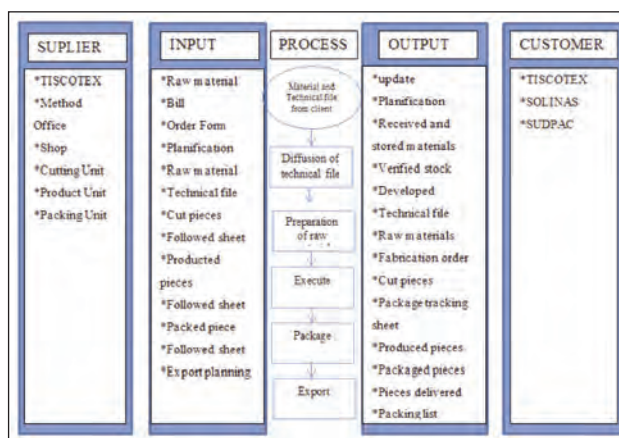 SUPLIER
*TISCOTEX
*Method
Office
*Shop
*Cutting Unit
*Product Unit
*Packing Unit
INPUT
*Raw material
*Bill
*Order Form
*Planification
*Raw material
*Technical file
*Cut pieces
*Followed sheet
*Producted
pieces
*Followed sheet
*Packed piece
*Followed sheet
*Export planning
PROCESS
Material and
Technical file
from client
Diffusion of
technical file
Preparation
of raw
Execute
Package
Export
OUTPUT
*update
*Planification
*Received and
stored materials
*Verified stock
*Developed
*Technical file
*Raw materials
*Fabrication order
*Cut pieces
*Package tracking
sheet
*Produced pieces
*Packaged pieces
*Pieces delivered
*Packing list
CUSTOMER
*TISCOTEX
*SOLINAS
*SUDPAC